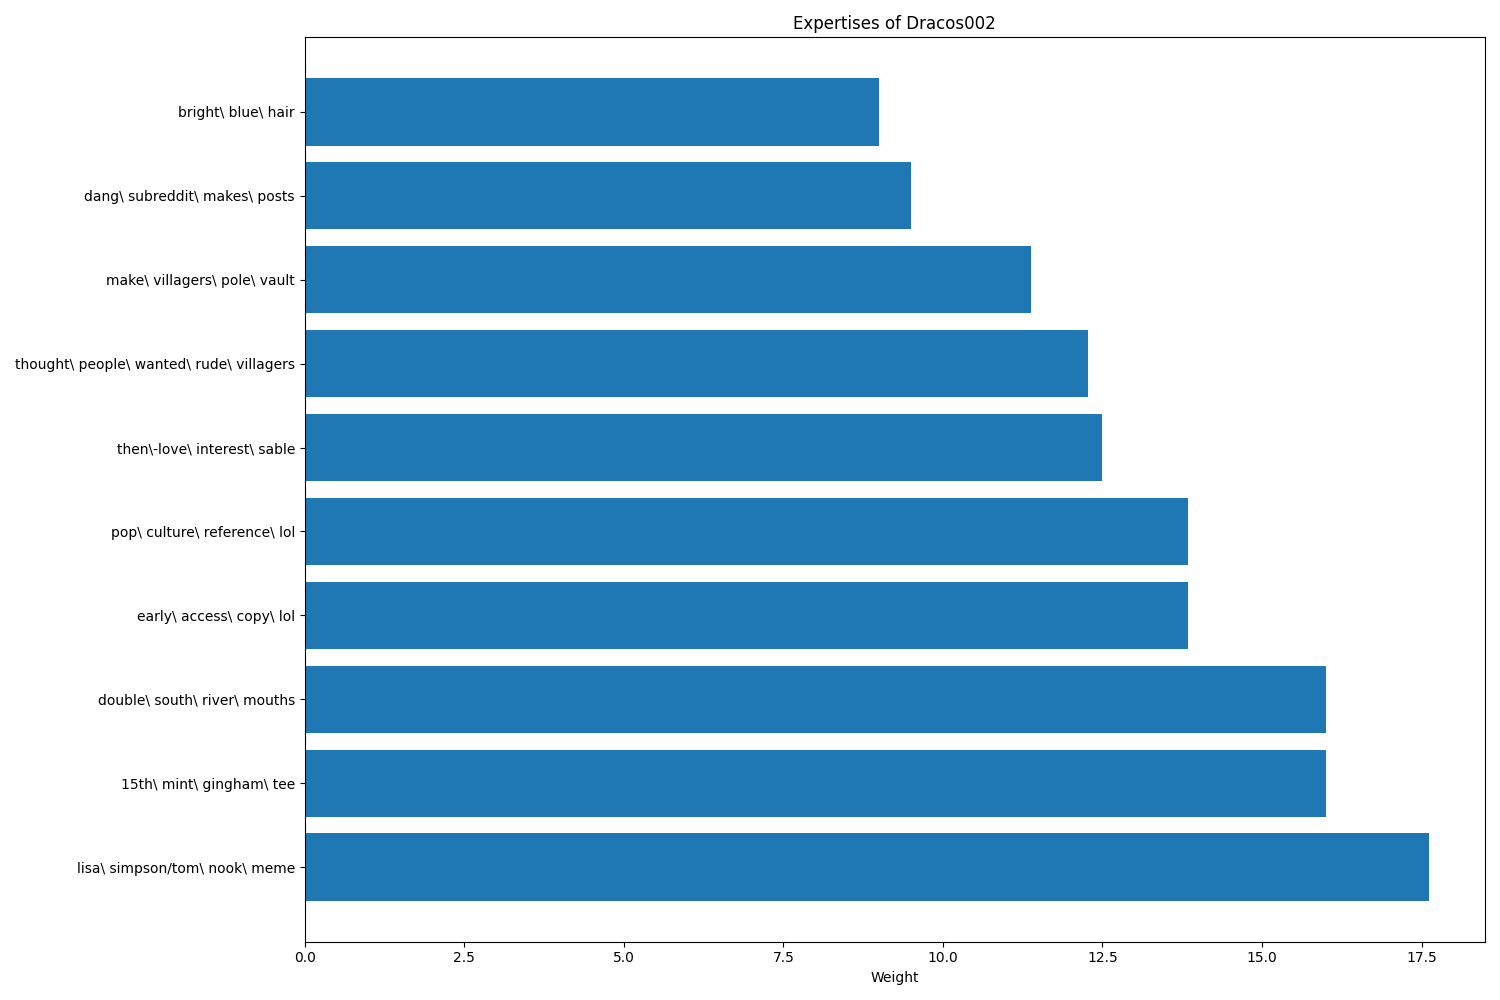 Expertises of Dracos002
bright\ blue\ hair
dang\ subreddit\ makes\ posts
make\ villagers\ pole\ vault
thought\ people\ wanted\ rude\ villagers
then\-love\ interest\ sable
pop\ culture\ reference\ lol
early\ access\ copy\ lol
double\ south\ river\ mouths
15th\ mint\ gingham\ tee
lisa\ simpson/tom\ nook\ meme
0.0 2.5 5.0 7.5 10.0 12.5 15.0 17.5
Weight